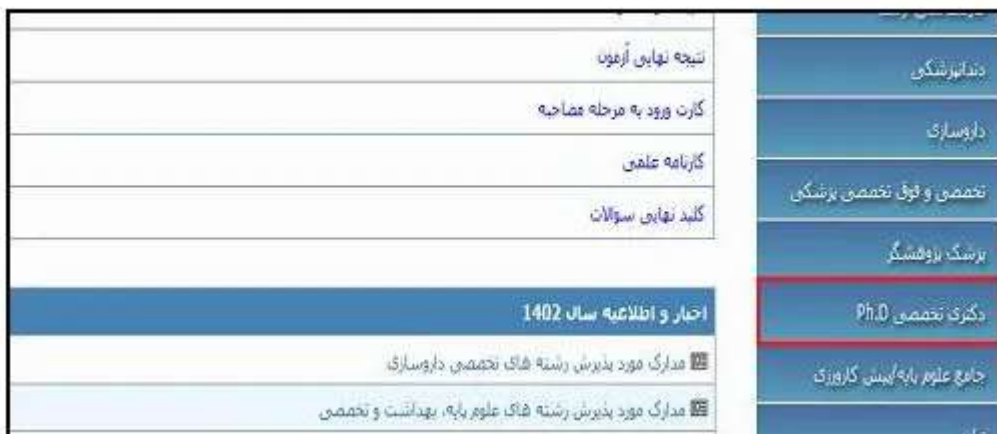 نتیجه نهایی آزمون
کارت ورود به مرحله مصاحبه
کارنامه علمی
کلید نهایی سوالات
اخبار و اطلاعیه سال 1402
مدارک مورد پذیرش رشته های تخصصی داروسازی
مدارک مورد پذیرش رشته های علوم پایه، بهداشت و تخصصی
دندانپزشکی
داروسازی
تخصصی و فوق تخصصی پزشکی
پزشک پژوهشگر
دکتری تخصصی Ph.D
جامع علوم پایه/پیش کارورزی